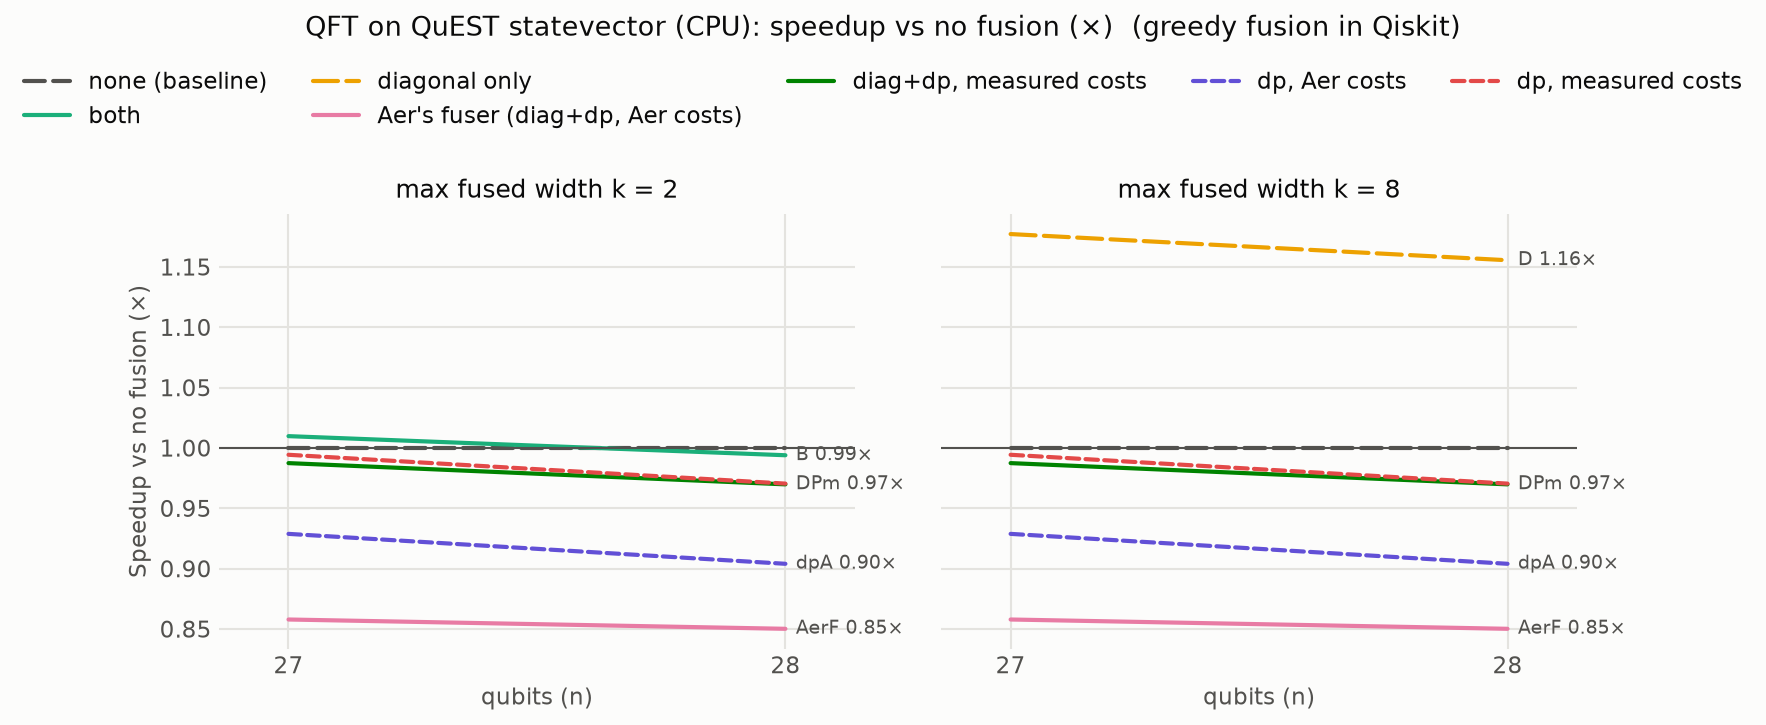 QFT on QuEST statevector (CPU): speedup vs no fusion (×)  (greedy fusion in Qiskit)
none (baseline)
diagonal only
diag+dp, measured costs
dp, Aer costs
dp, measured costs
both
Aer's fuser (diag+dp, Aer costs)
max fused width k = 2
max fused width k = 8
Speedup vs no fusion (×)
1.15
1.10
1.05
1.00
0.95
0.90
0.85
B 0.99×
DPm 0.97×
dpA 0.90×
AerF 0.85×
27
28
qubits (n)
D 1.16×
DPm 0.97×
dpA 0.90×
AerF 0.85×
27
28
qubits (n)